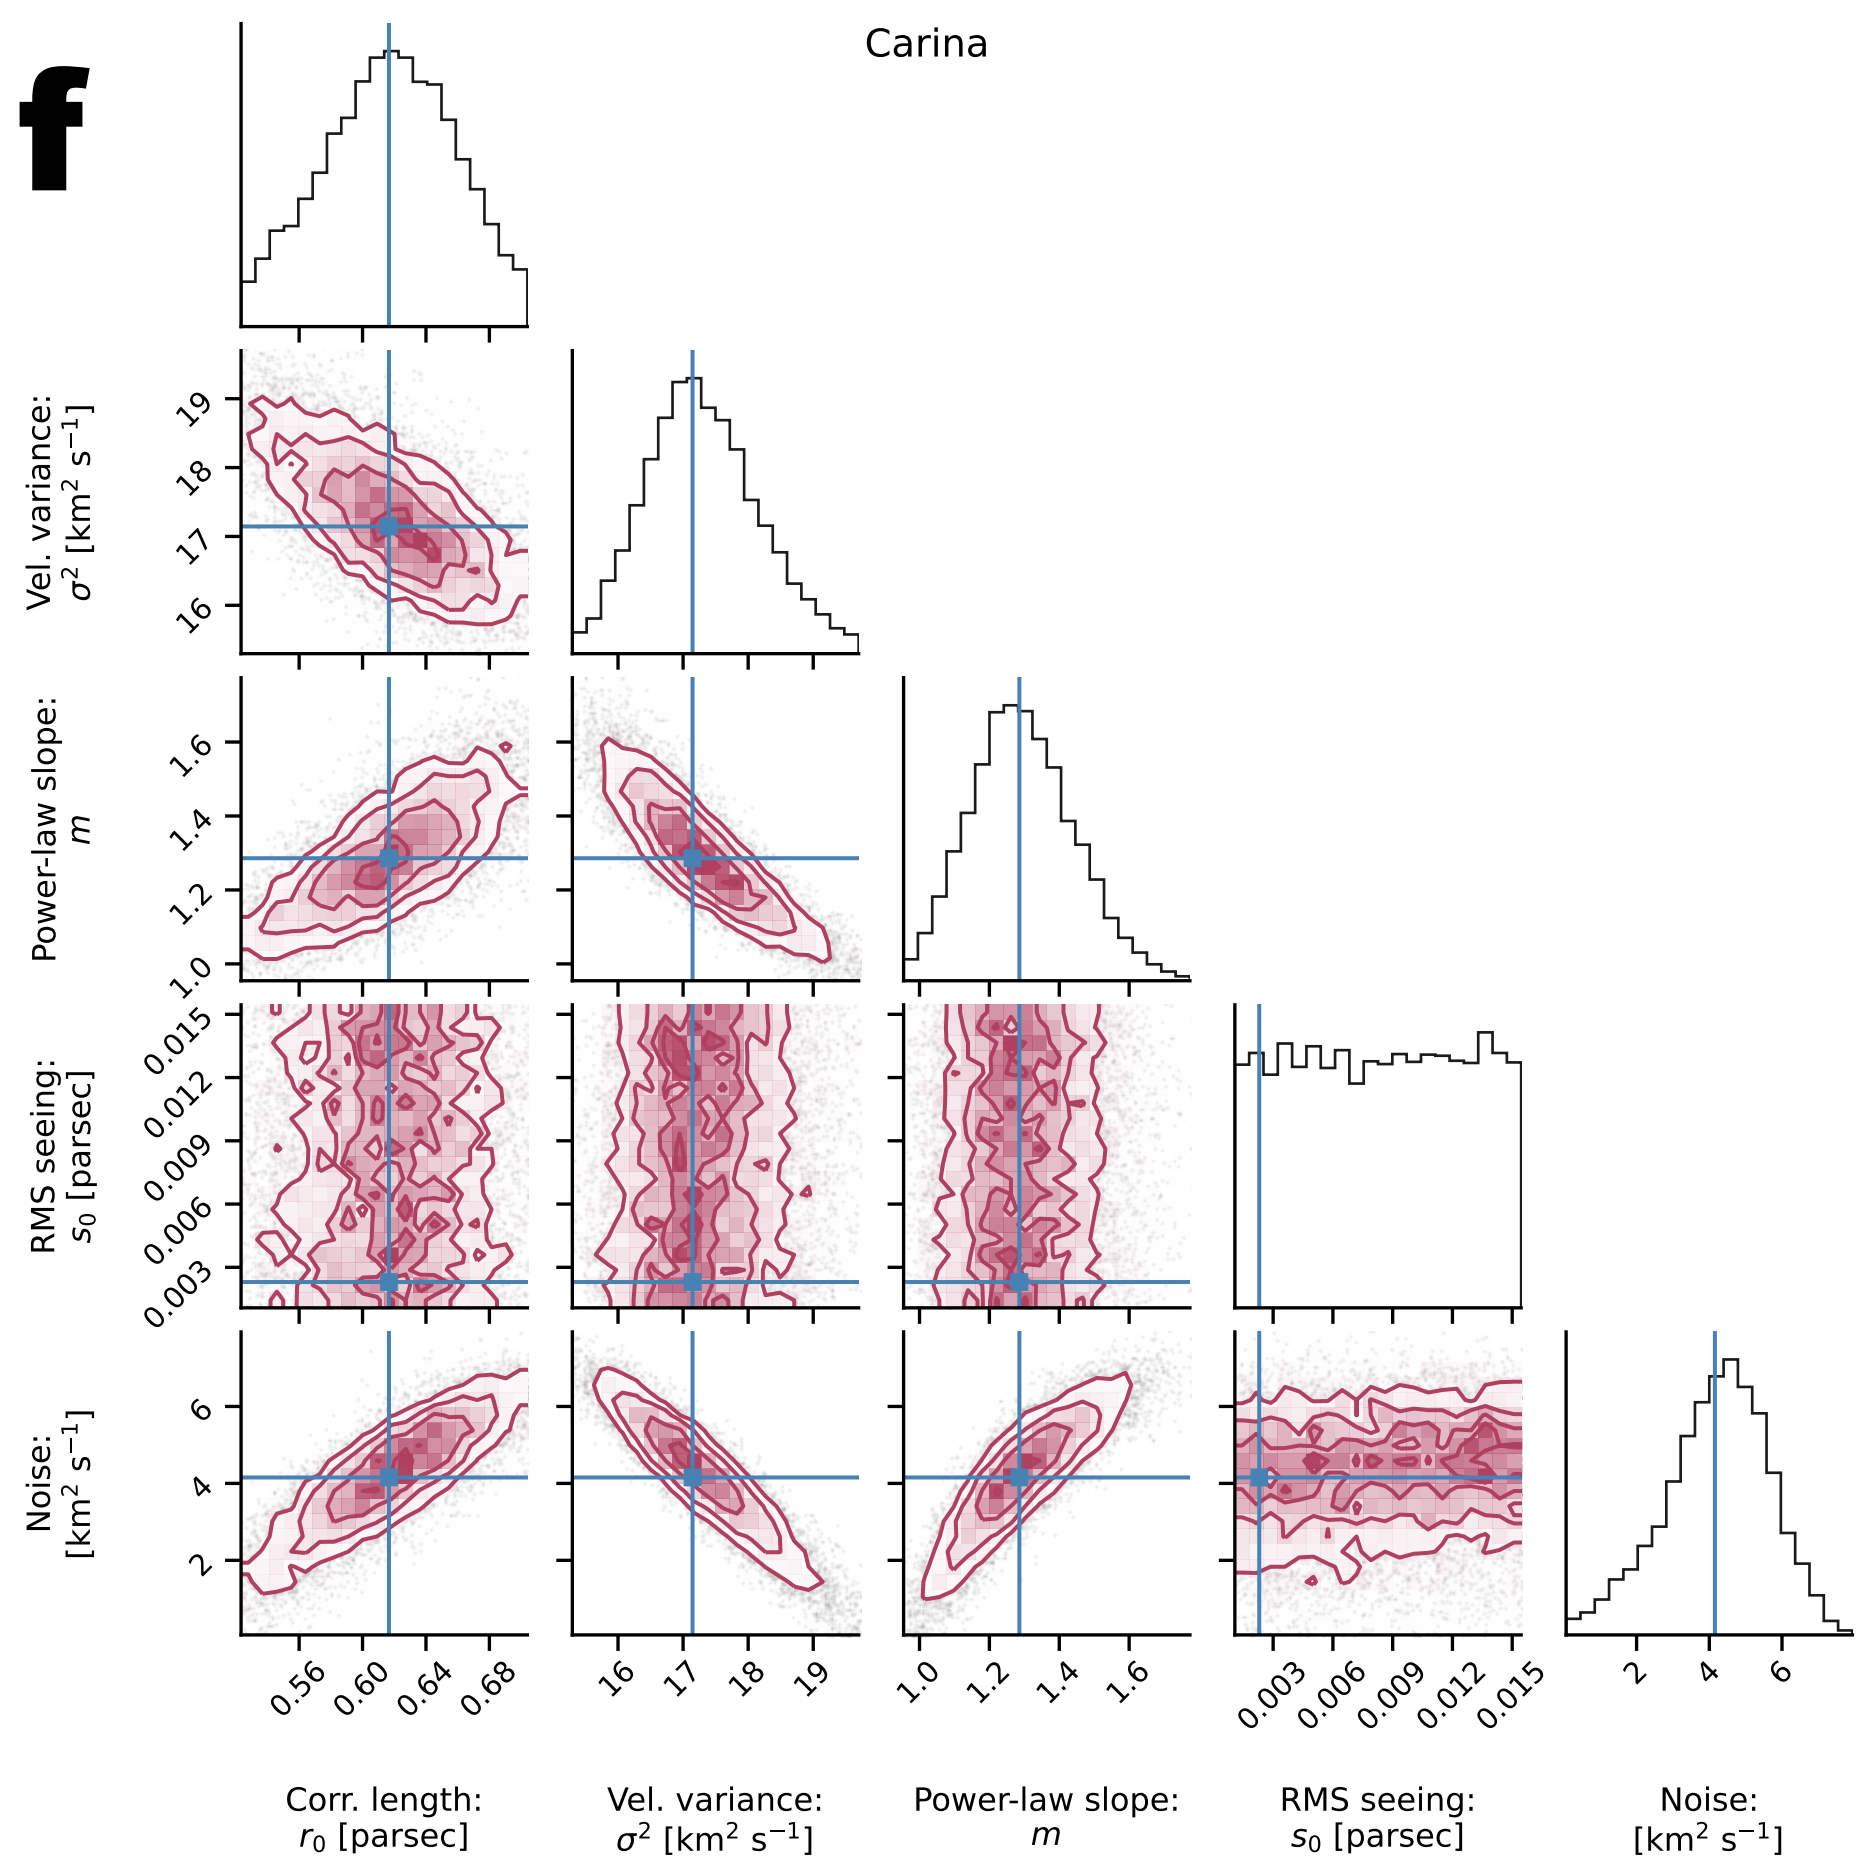 Carina
f
Vel. variance:
σ² [km² s⁻¹]
19
18
17
16
Power-law slope:
m
1.6
1.4
1.2
1.0
RMS seeing:
s₀ [parsec]
0.015
0.012
0.009
0.006
0.003
Noise:
[km² s⁻¹]
6
4
2
0.56 0.60 0.64 0.68 16 17 18 19 1.0 1.2 1.4 1.6 0.003 0.006 0.009 0.012 0.015 2 4 6
Corr. length: Vel. variance: Power-law slope: RMS seeing: Noise:
r₀ [parsec] σ² [km² s⁻¹] m s₀ [parsec] [km² s⁻¹]